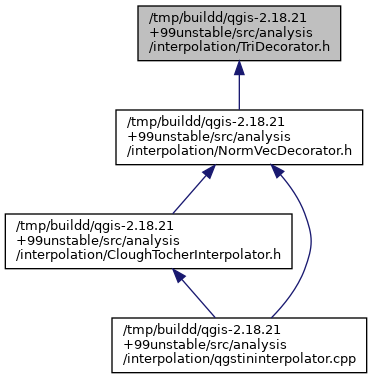 /tmp/buildd/qgis-2.18.21
+99unstable/src/analysis
/interpolation/TriDecorator.h
/tmp/buildd/qgis-2.18.21
+99unstable/src/analysis
/interpolation/NormVecDecorator.h
/tmp/buildd/qgis-2.18.21
+99unstable/src/analysis
/interpolation/CloughTocherInterpolator.h
/tmp/buildd/qgis-2.18.21
+99unstable/src/analysis
/interpolation/qgstininterpolator.cpp